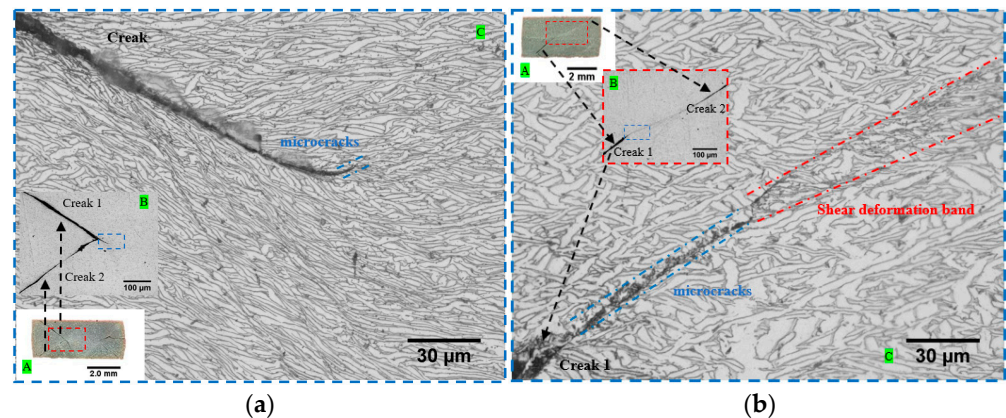 Creak
C
microcracks
Creak 1
B
Creak 2
100 μm
A
2.0 mm
30 μm
(a)
b
A
2 mm
B
Creak 2
Creak 1
100 μm
Shear deformation band
microcracks
Creak 1
C
30 μm
(b)